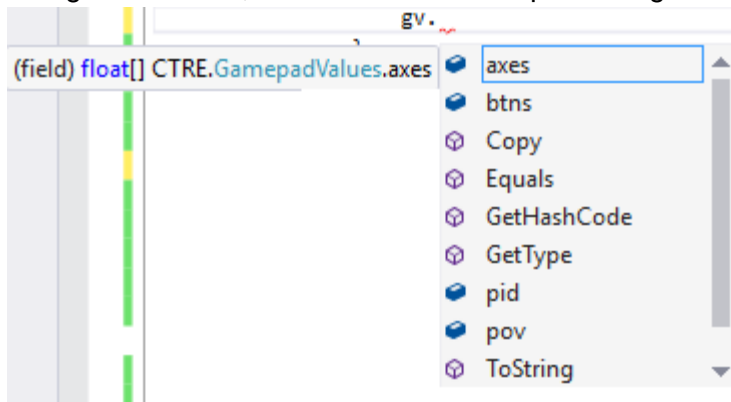 gv.
(field) float[] CTRE.GamepadValues.axes
axes
btns
Copy
Equals
GetHashCode
GetType
pid
pov
ToString